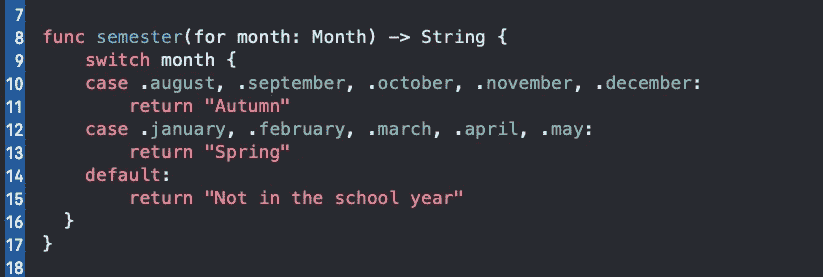 7
8 func semester(for month: Month) -> String {
9     switch month {
10     case .august, .september, .october, .november, .december:
11         return "Autumn"
12     case .january, .february, .march, .april, .may:
13         return "Spring"
14     default:
15         return "Not in the school year"
16   }
17 }
18